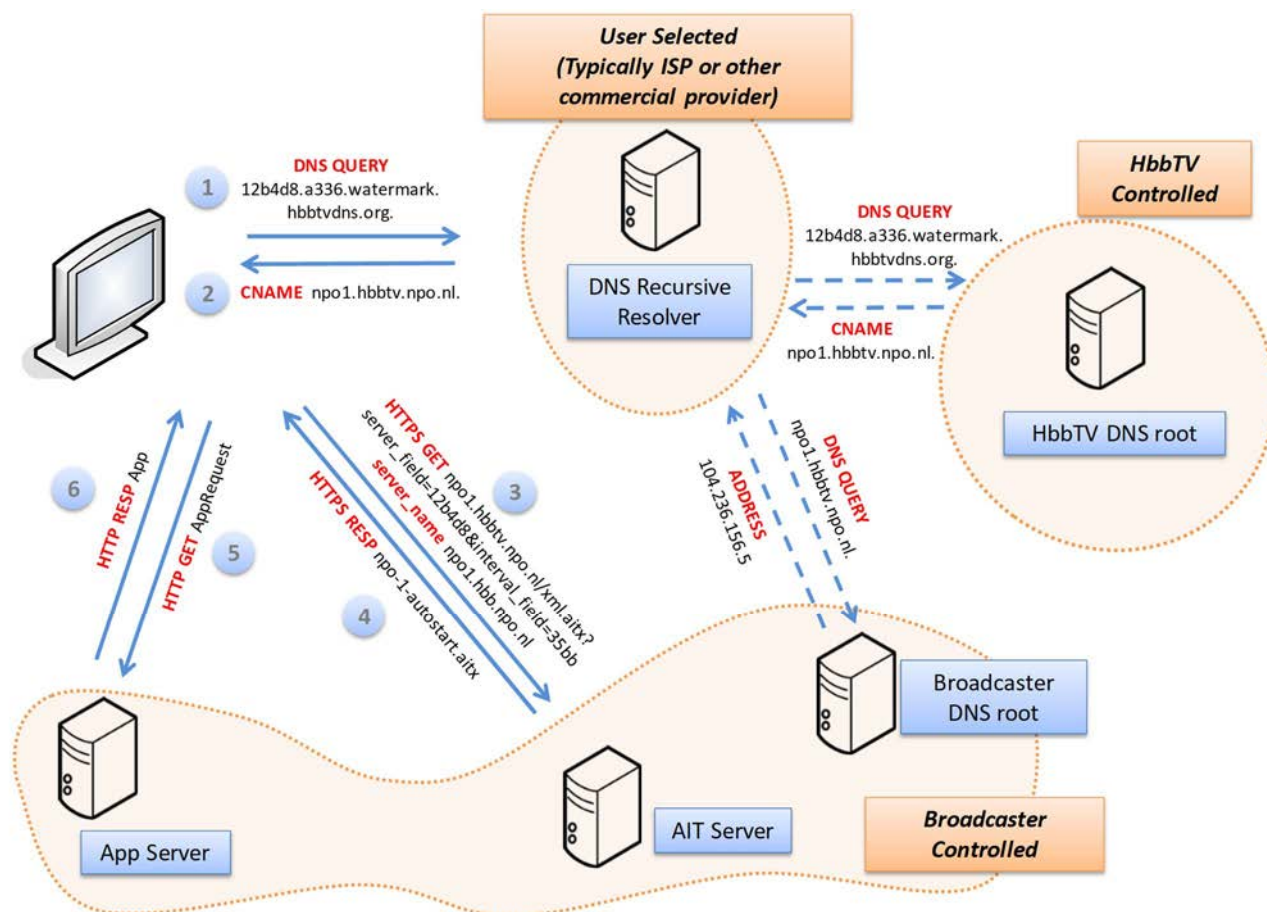 User Selected
(Typically ISP or other
commercial provider)
HbbTV
Controlled
1
DNS QUERY
12b4d8.a336.watermark.
hbbtvdns.org.
2
CNAME npo1.hbbtv.npo.nl.
DNS Recursive
Resolver
DNS QUERY
12b4d8.a336.watermark.
hbbtvdns.org.
CNAME
npo1.hbbtv.npo.nl.
HbbTV DNS root
6
HTTP RESP App
HTTP GET AppRequest
5
3
HTTPS GET npo1.hbbtv.npo.nl/xml.aitx?
server_field=12b4d8&interval_field=35bb
server_name npo1.hbb.npo.nl
HTTPS RESP npo-1-autostart.aitx
4
DNS QUERY
npo1.hbbtv.npo.nl.
ADDRESS
104.236.156.5
Broadcaster
DNS root
App Server
AIT Server
Broadcaster
Controlled